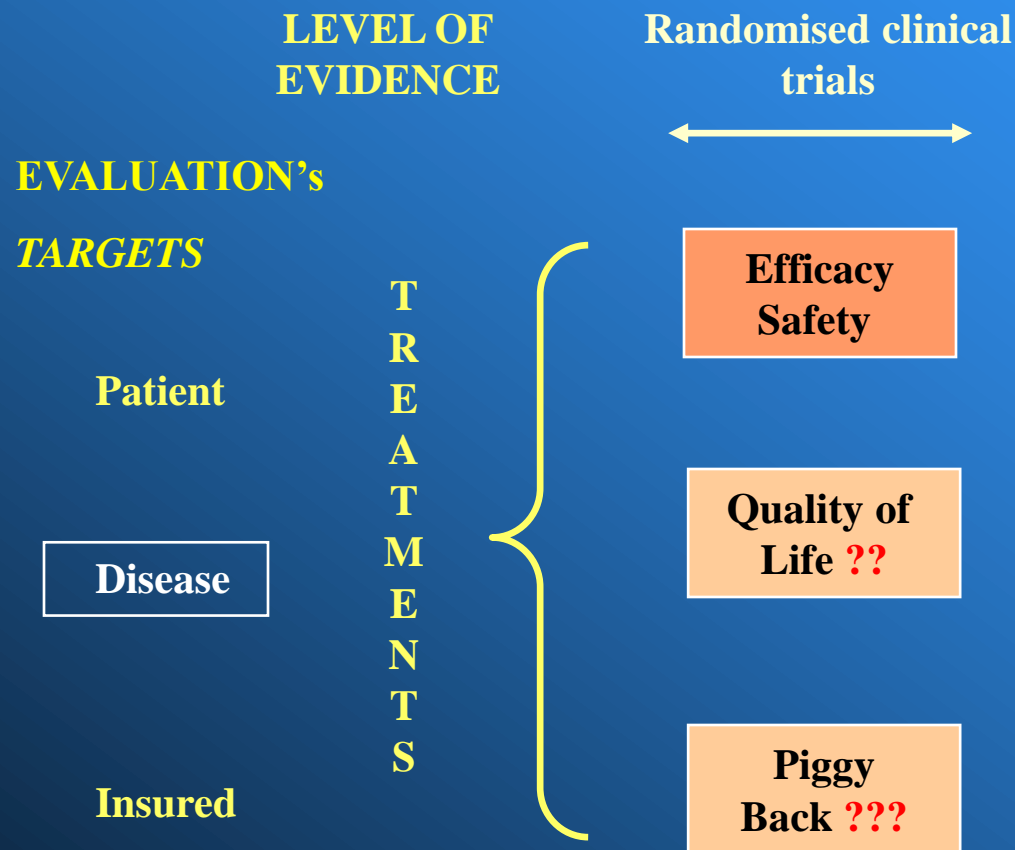 LEVEL OF
EVIDENCE
Randomised clinical
trials
EVALUATION's
TARGETS
Patient
Disease
Insured
T
R
E
A
T
M
E
N
T
S
Efficacy
Safety
Quality of
Life ??
Piggy
Back ???